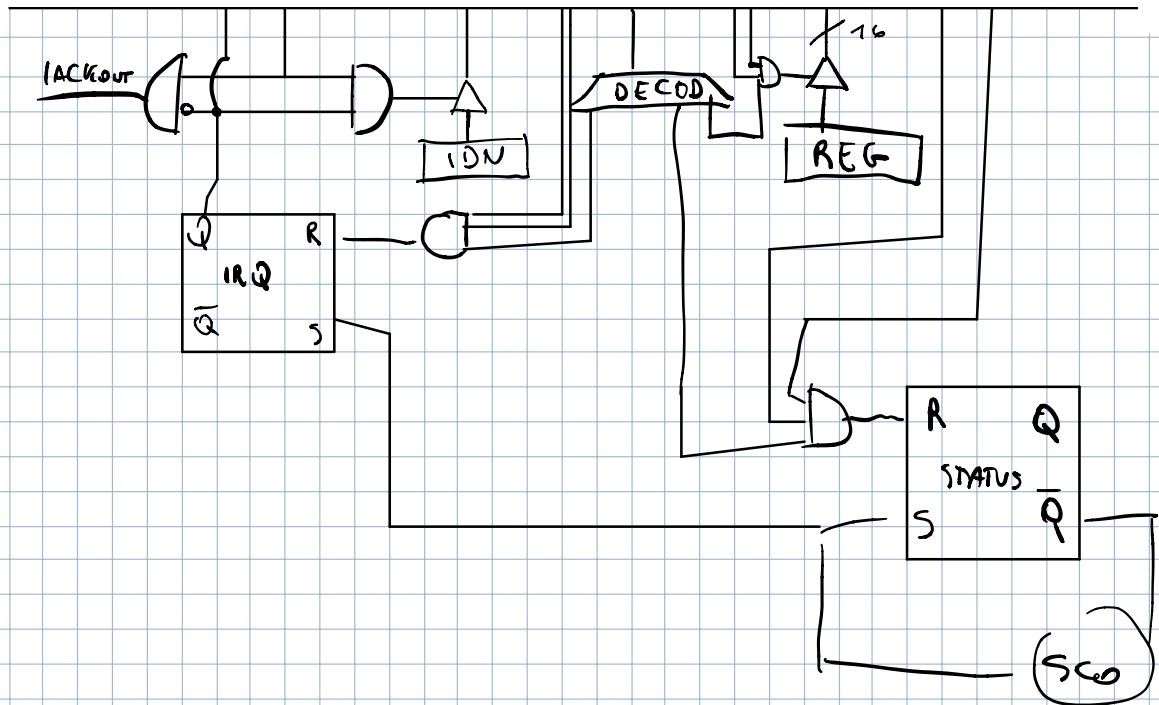 16
IACKOUT
DECOD
IDN
REG
Q R
IRQ
Q̅ S
R Q
STATUS
S Q̅
SCO